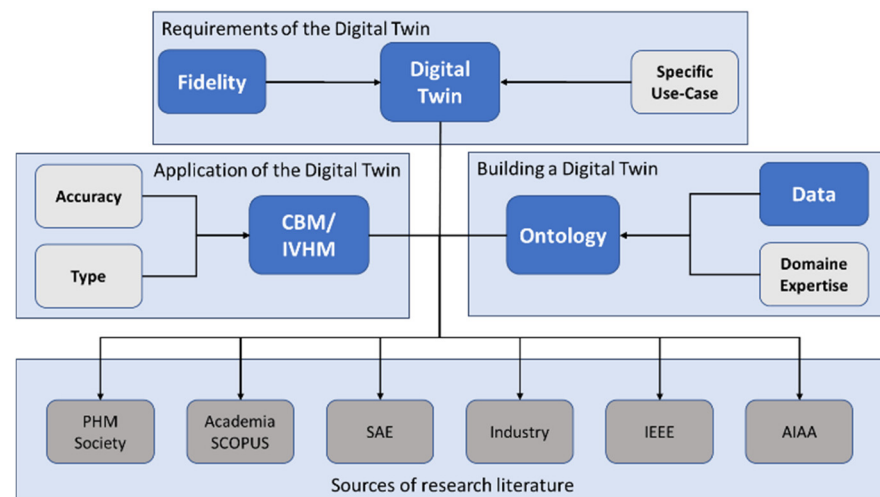 Requirements of the Digital Twin
Fidelity
Digital
Twin
Specific
Use-Case
Application of the Digital Twin
Accuracy
Type
CBM/
IVHM
Building a Digital Twin
Ontology
Data
Domaine
Expertise
PHM
Society
Academia
SCOPUS
SAE
Industry
IEEE
AIAA
Sources of research literature